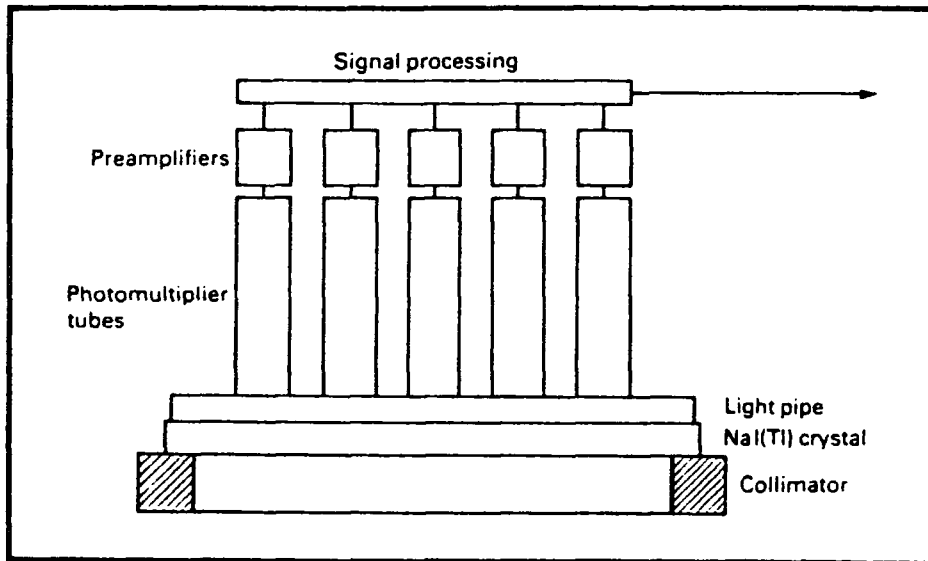 Signal processing
Preamplifiers
Photomultiplier
tubes
Light pipe
NaI(Tl) crystal
Collimator